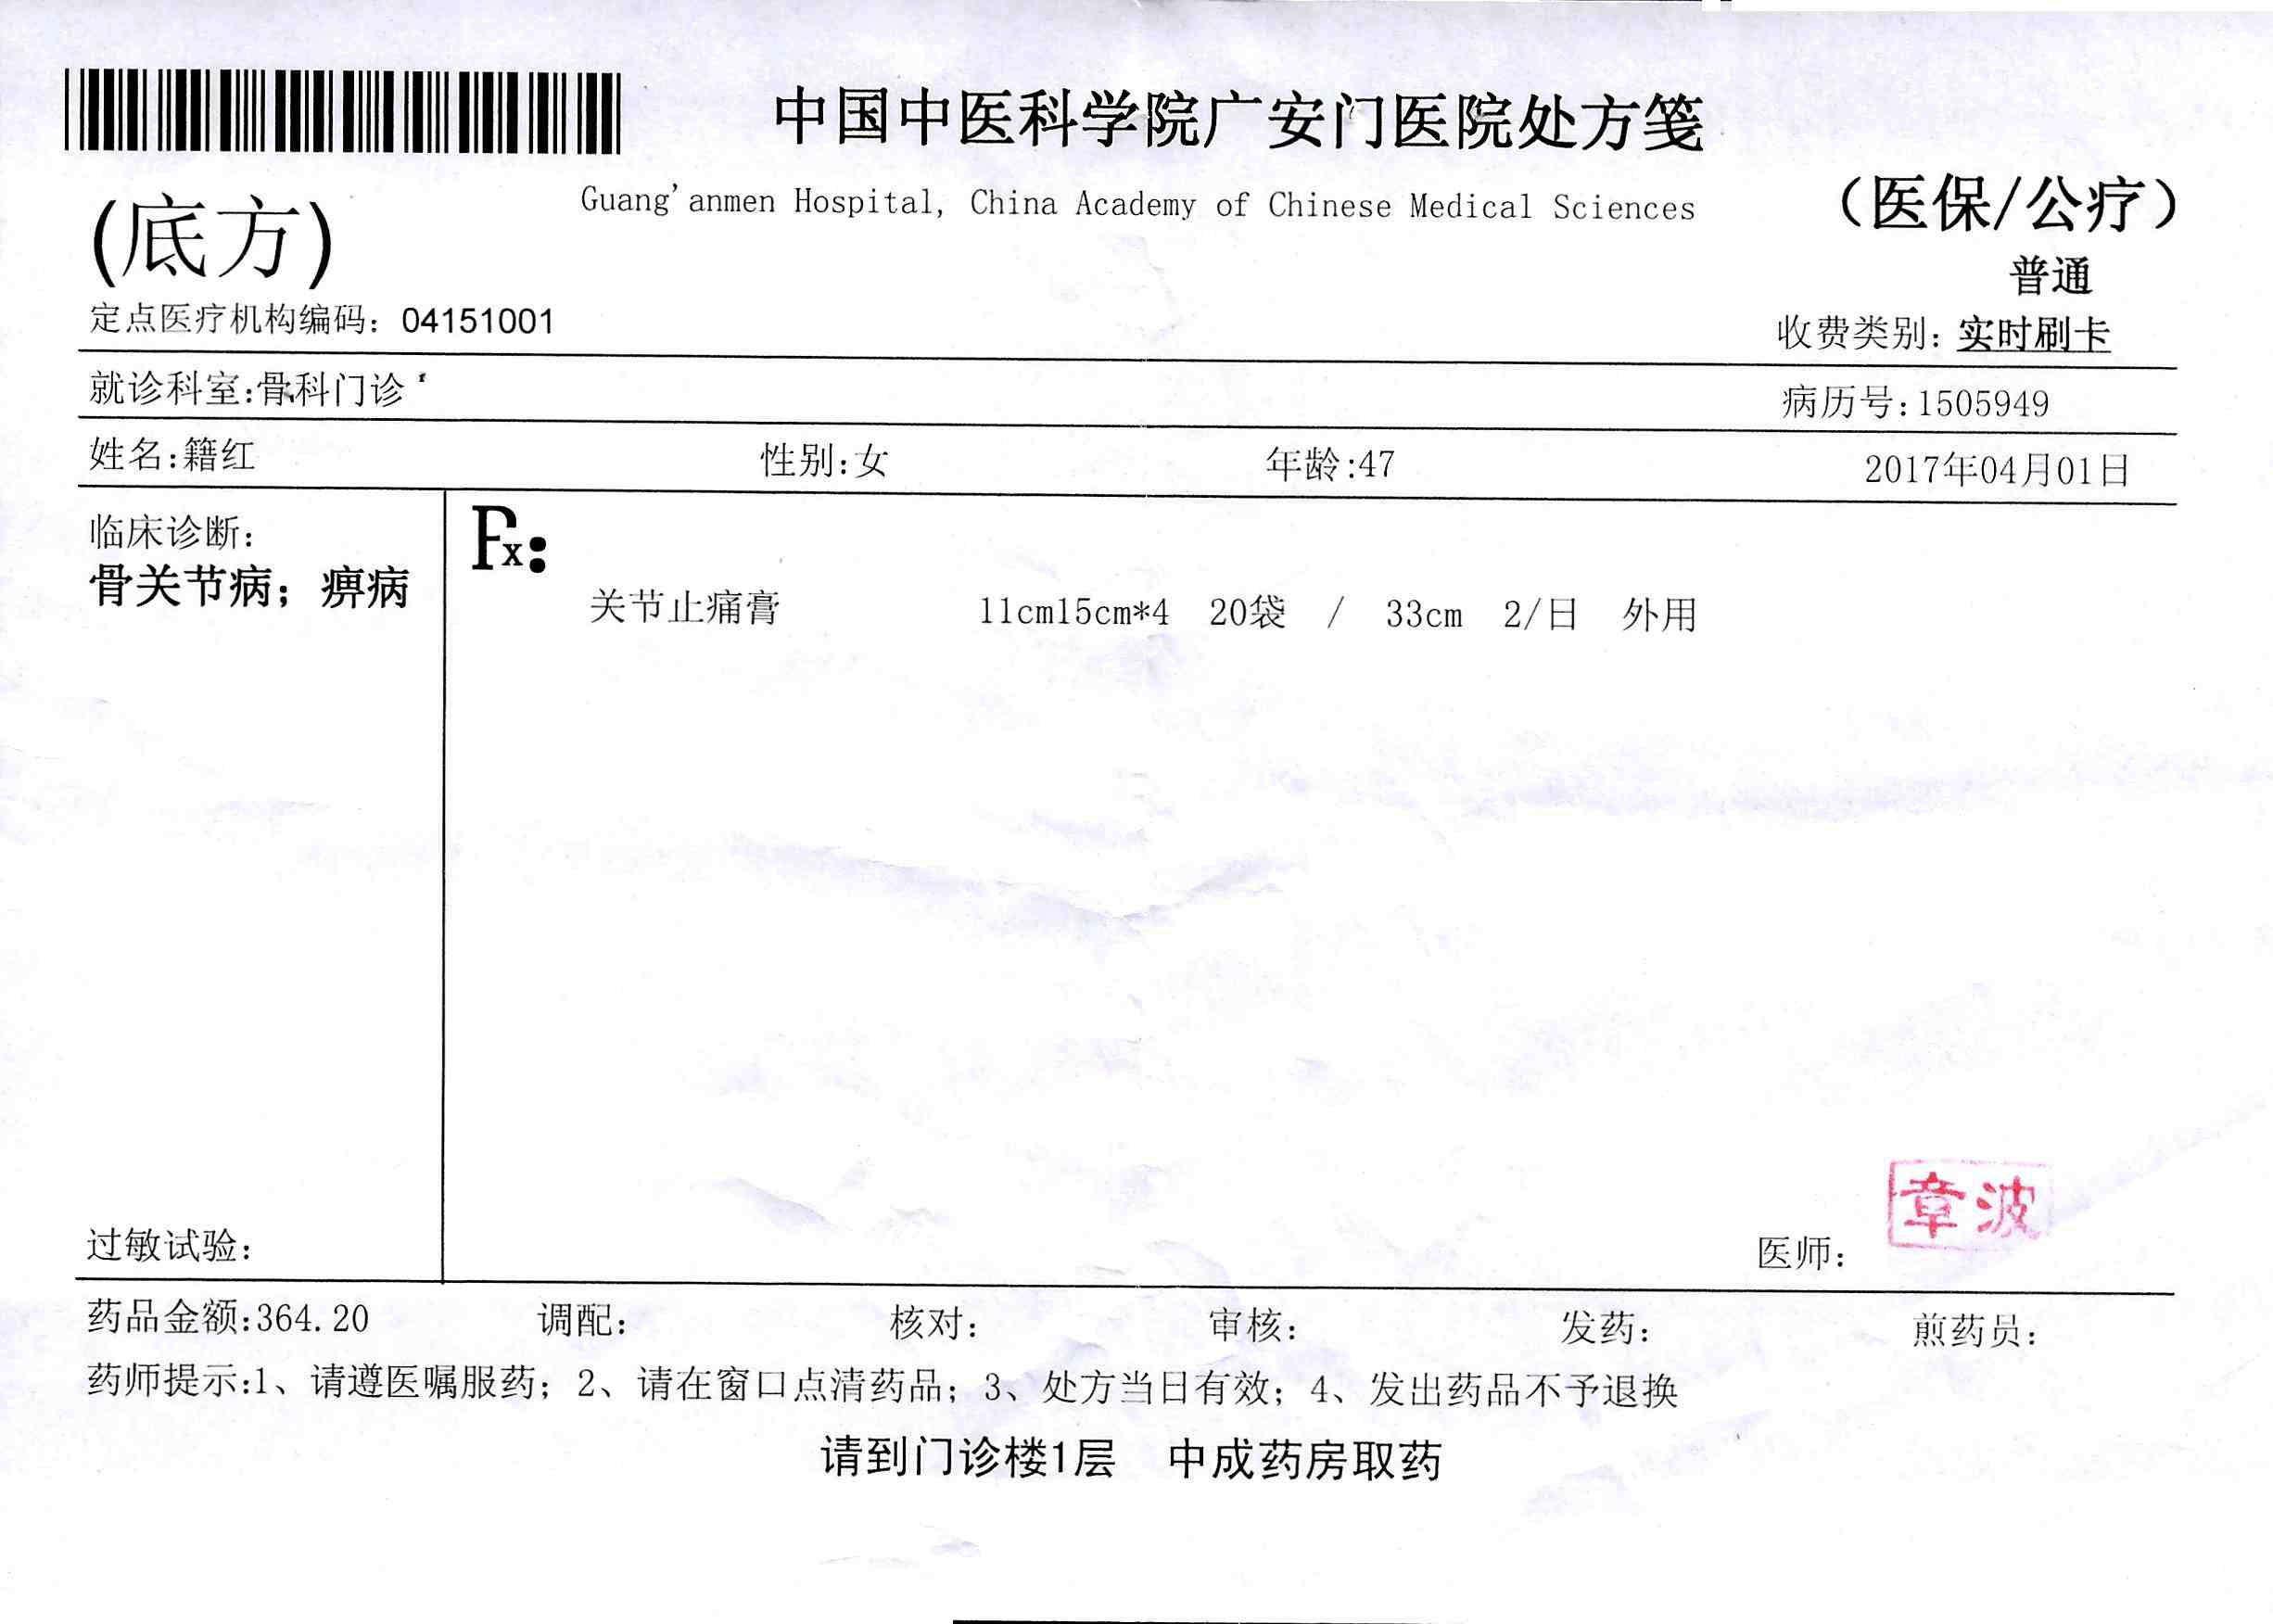 中国中医科学院广安门医院处方笺
Guang'anmen Hospital, China Academy of Chinese Medical Sciences
(底方)
（医保/公疗）
普通
定点医疗机构编码：04151001
收费类别：实时刷卡
就诊科室:骨科门诊
病历号:1505949
姓名:籍红 性别:女 年龄:47 2017年04月01日
临床诊断:
骨关节病；痹病
Rx:
关节止痛膏 11cm15cm*4 20袋 / 33cm 2/日 外用
过敏试验:
医师:
章波
药品金额:364.20 调配: 核对: 审核: 发药: 煎药员:
药师提示:1、请遵医嘱服药；2、请在窗口点清药品；3、处方当日有效；4、发出药品不予退换
请到门诊楼1层 中成药房取药